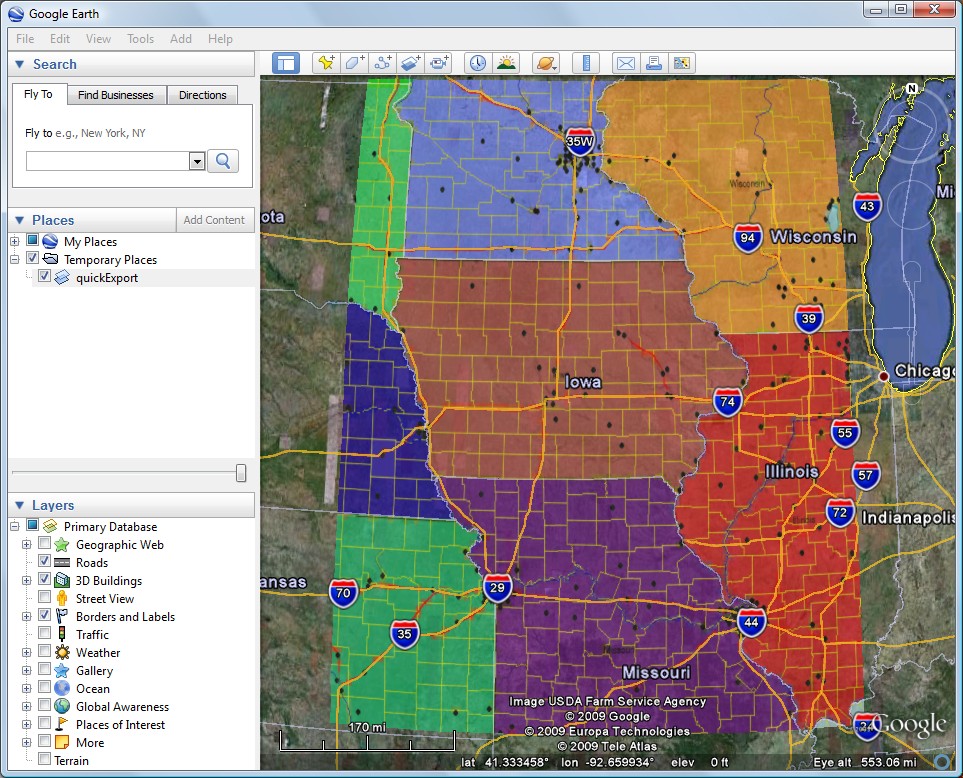 Google Earth
File Edit View Tools Add Help
Search
Fly To Find Businesses Directions
Fly to e.g., New York, NY
Places Add Content
My Places
Temporary Places
quickExport
Layers
Primary Database
Geographic Web
Roads
3D Buildings
Street View
Borders and Labels
Traffic
Weather
Gallery
Ocean
Global Awareness
Places of Interest
More
Terrain
N
35W
Wisconsin
43
Mi
ota
94
Wisconsin
39
Chicago
Iowa
74
55
Illinois
57
72
Indianapolis
ansas
70
29
35
44
Missouri
Image USDA Farm Service Agency
© 2009 Google
© 2009 Europa Technologies
© 2009 Tele Atlas
170 mi
24
Google
lat 41.333458° lon -92.659934° elev 0 ft
Eye alt 553.06 mi